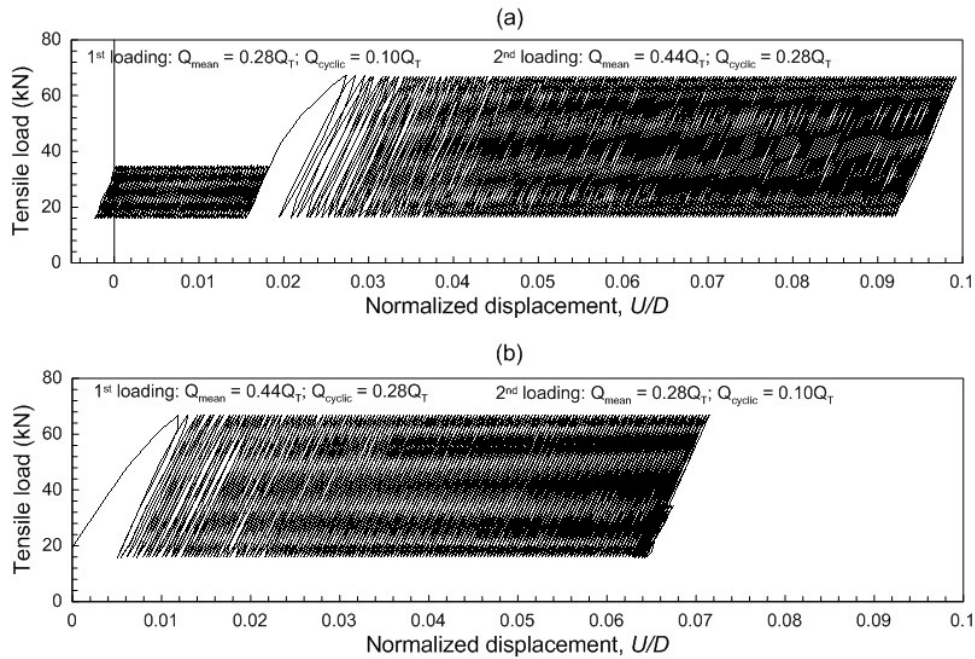 (a)
80
1st loading: Qmean = 0.28QT; Qcyclic = 0.10QT 2nd loading: Qmean = 0.44QT; Qcyclic = 0.28QT
60
Tensile load (kN)
40
20
0
0 0.01 0.02 0.03 0.04 0.05 0.06 0.07 0.08 0.09 0.1
Normalized displacement, U/D
(b)
80
1st loading: Qmean = 0.44QT; Qcyclic = 0.28QT 2nd loading: Qmean = 0.28QT; Qcyclic = 0.10QT
60
Tensile load (kN)
40
20
0
0.00 0.01 0.02 0.03 0.04 0.05 0.06 0.07 0.08 0.09 0.1
Normalized displacement, U/D